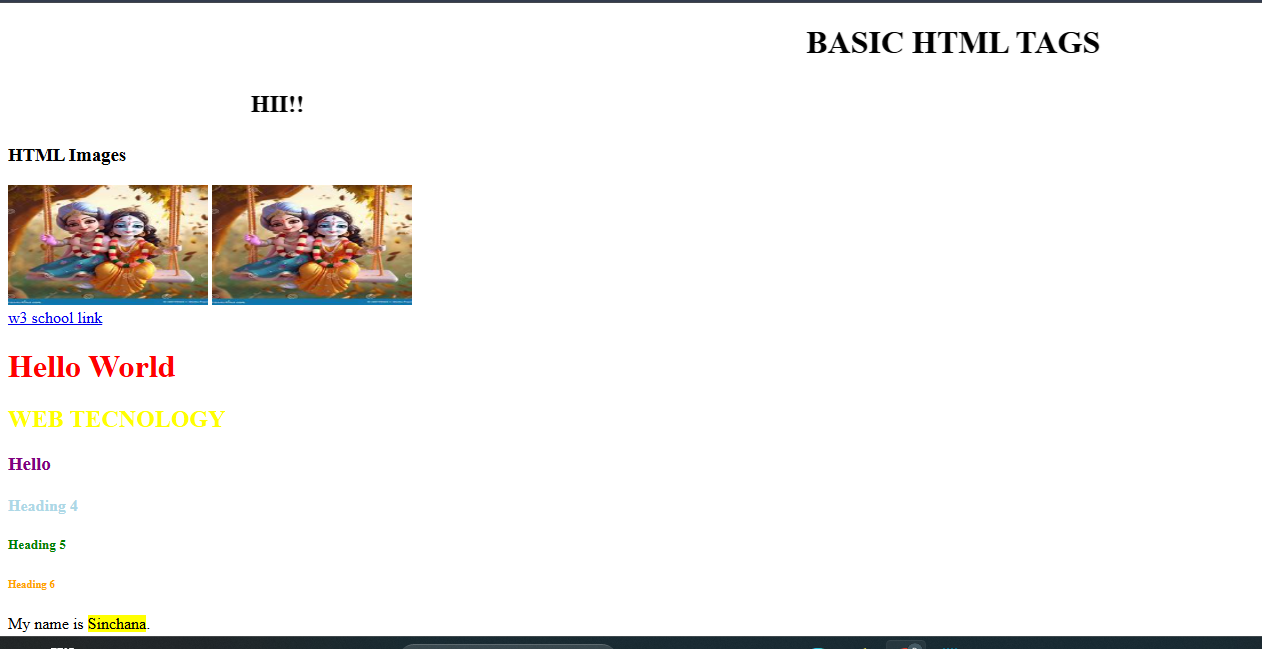 BASIC HTML TAGS
HII!!
HTML Images
w3 school link
Hello World
WEB TECNOLOGY
Hello
Heading 4
Heading 5
Heading 6
My name is Sinchana.